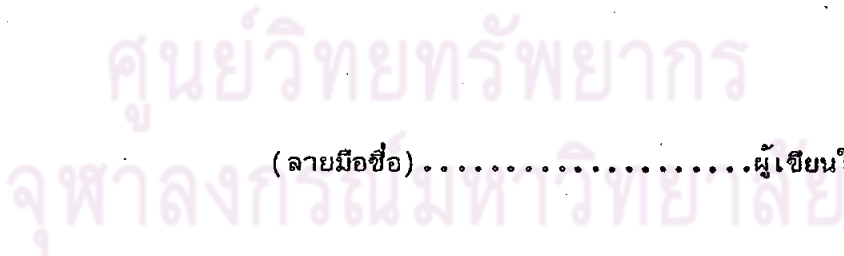 ศูนย์วิทยทรัพยากร
(ลายมือชื่อ)......................ผู้เขียนใ
จุฬาลงกรณ์มหาวิทยาลัย